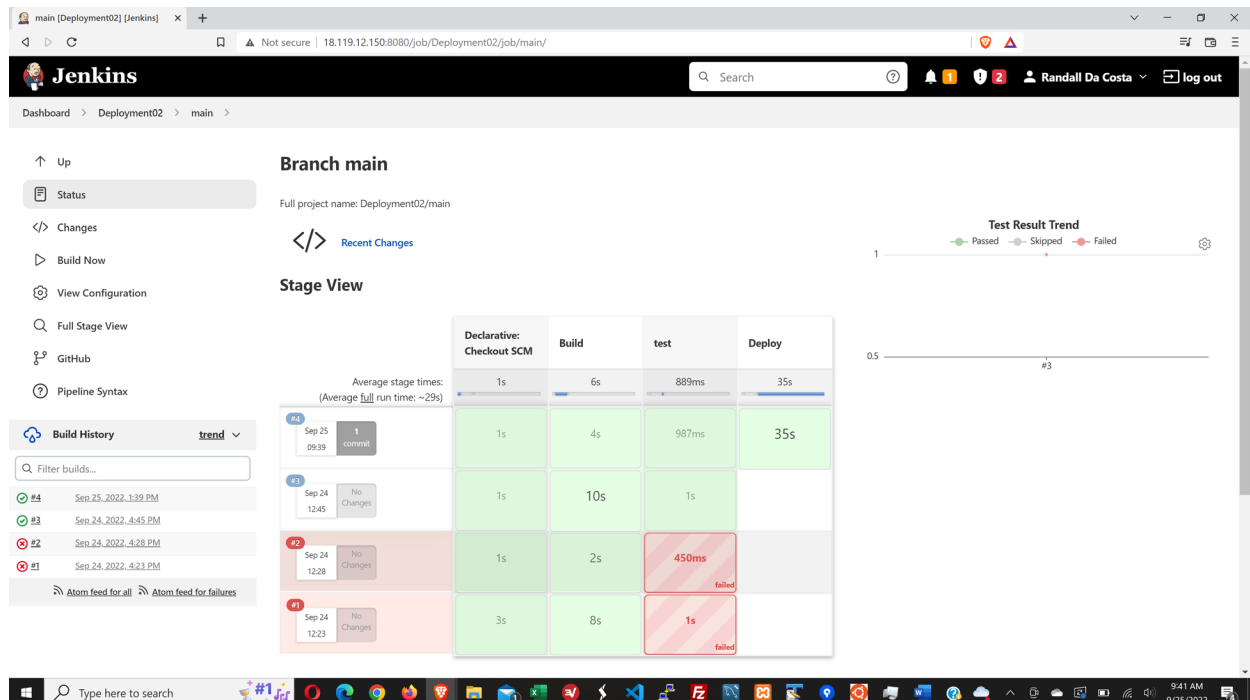 main [Deployment02] [Jenkins]
Not secure 18.119.12.150:8080/job/Deployment02/job/main/
Jenkins
Search
1
2
Randall Da Costa
log out
Dashboard > Deployment02 > main >
Up
Status
Changes
Build Now
View Configuration
Full Stage View
GitHub
Pipeline Syntax
Build History
trend
Filter builds...
#4 Sep 25, 2022, 1:39 PM
#3 Sep 24, 2022, 4:45 PM
#2 Sep 24, 2022, 4:28 PM
#1 Sep 24, 2022, 4:23 PM
Atom feed for all Atom feed for failures
Branch main
Full project name: Deployment02/main
Recent Changes
Stage View
Declarative:
Checkout SCM
Build
test
Deploy
Average stage times:
(Average full run time: ~29s)
1s
6s
889ms
35s
#4
Sep 25
09:39
1
commit
1s
4s
987ms
35s
#3
Sep 24
12:45
No
Changes
1s
10s
1s
#2
Sep 24
12:28
No
Changes
1s
2s
450ms
failed
#1
Sep 24
12:23
No
Changes
3s
8s
1s
failed
Test Result Trend
Passed Skipped Failed
1
0.5
#3
Type here to search
#1
9:41 AM